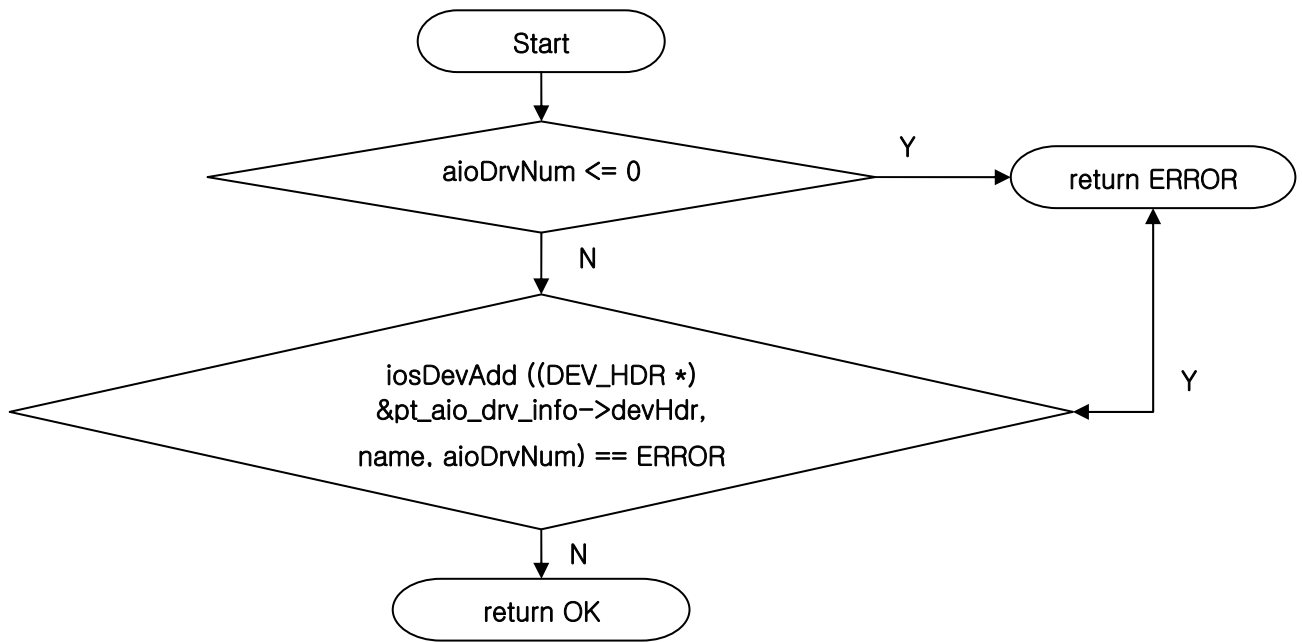 Start
aioDrvNum <= 0
Y
return ERROR
N
iosDevAdd ((DEV_HDR *)
&pt_aio_drv_info->devHdr,
name, aioDrvNum) == ERROR
Y
N
return OK